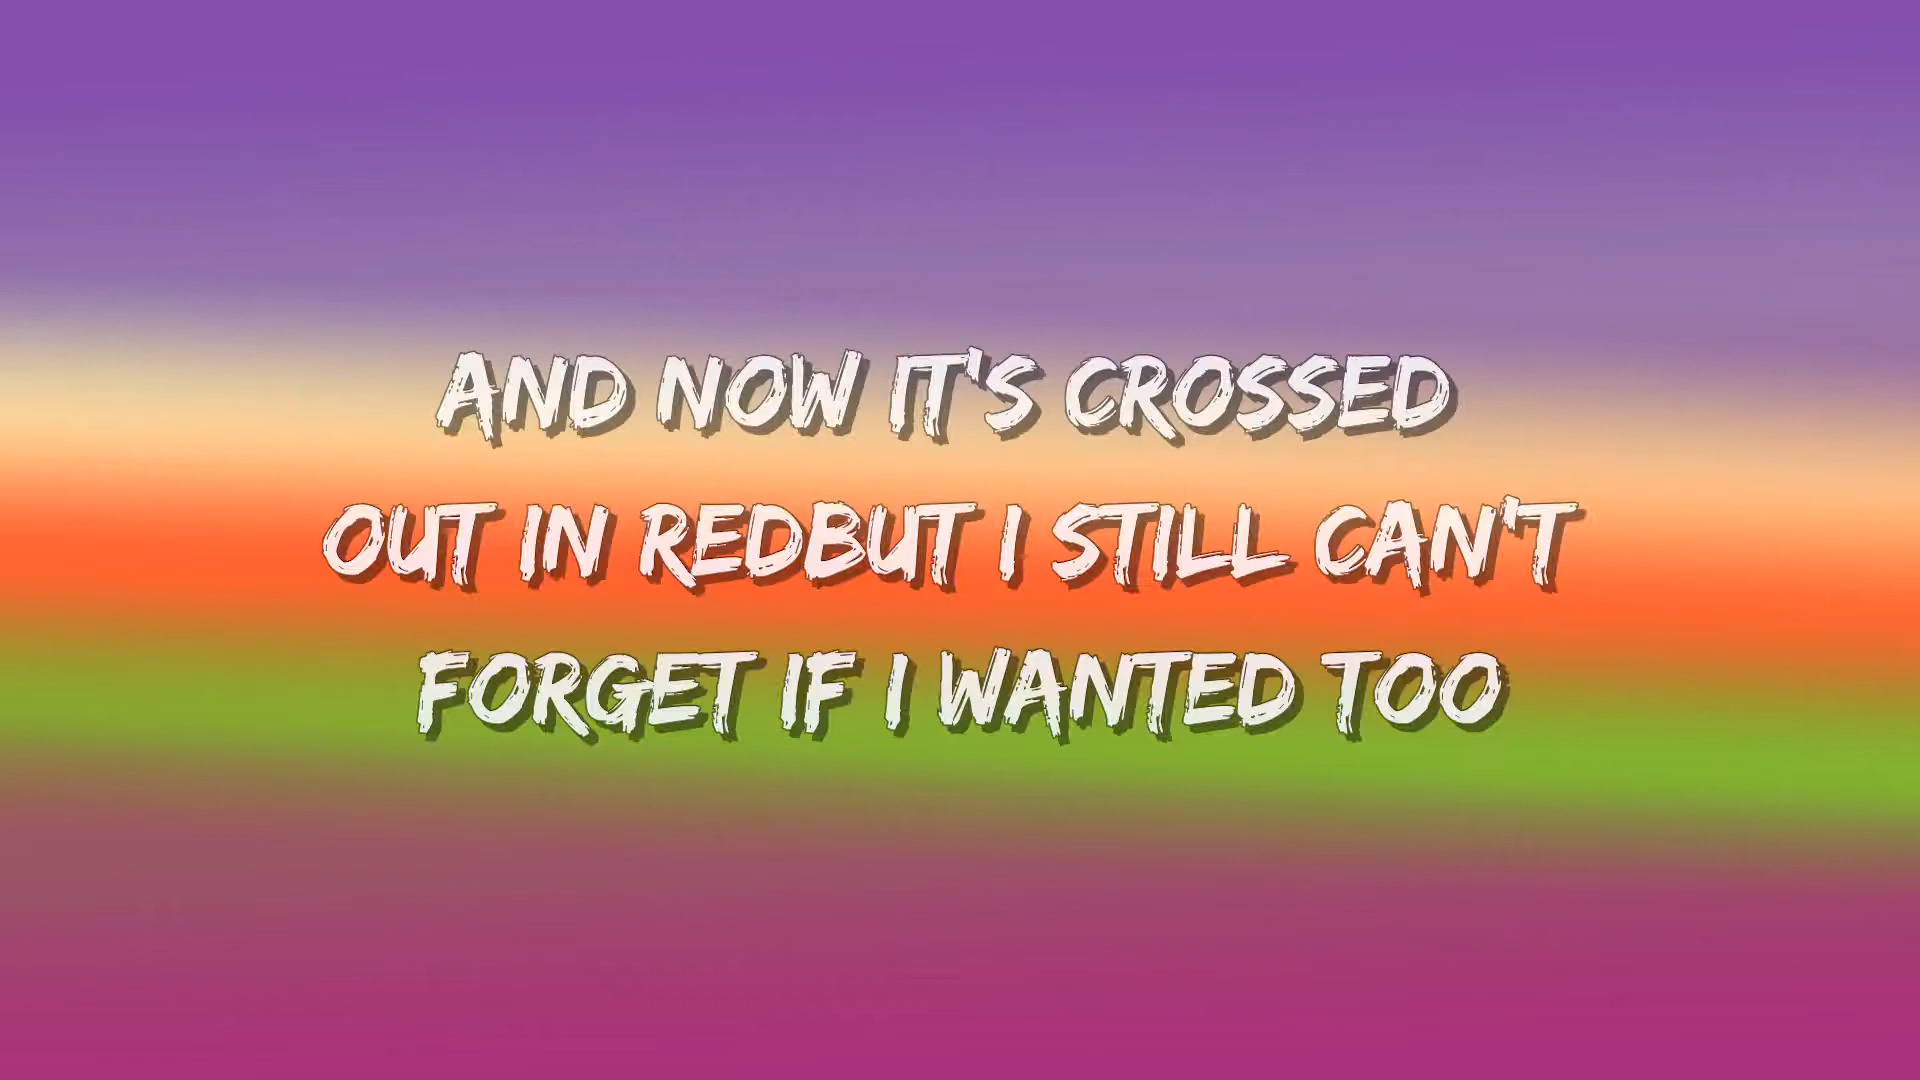 AND NOW IT'S CROSSED
OUT IN REDBUT I STILL CAN'T
FORGET IF I WANTED TOO